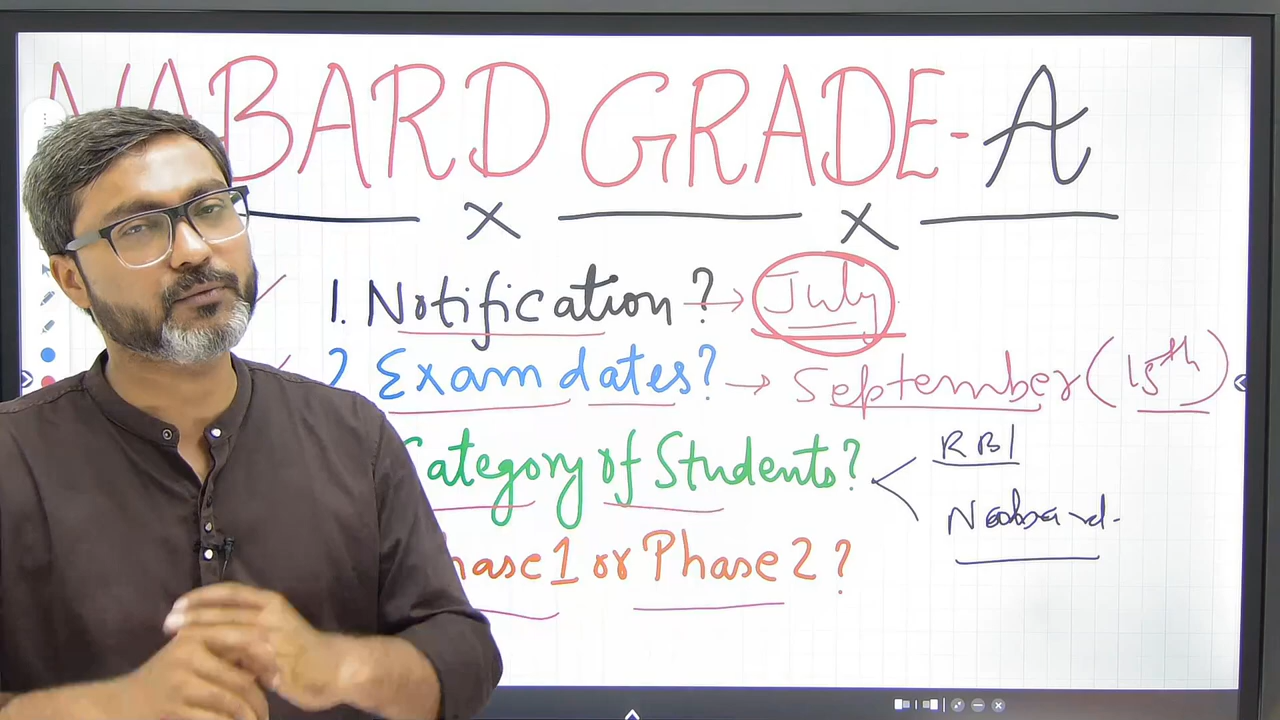 NABARD GRADE-A
1. Notification? → July
2 Exam dates? → September (15th)
Category of Students? < RBI
Nabard.
Phase 1 or Phase 2?